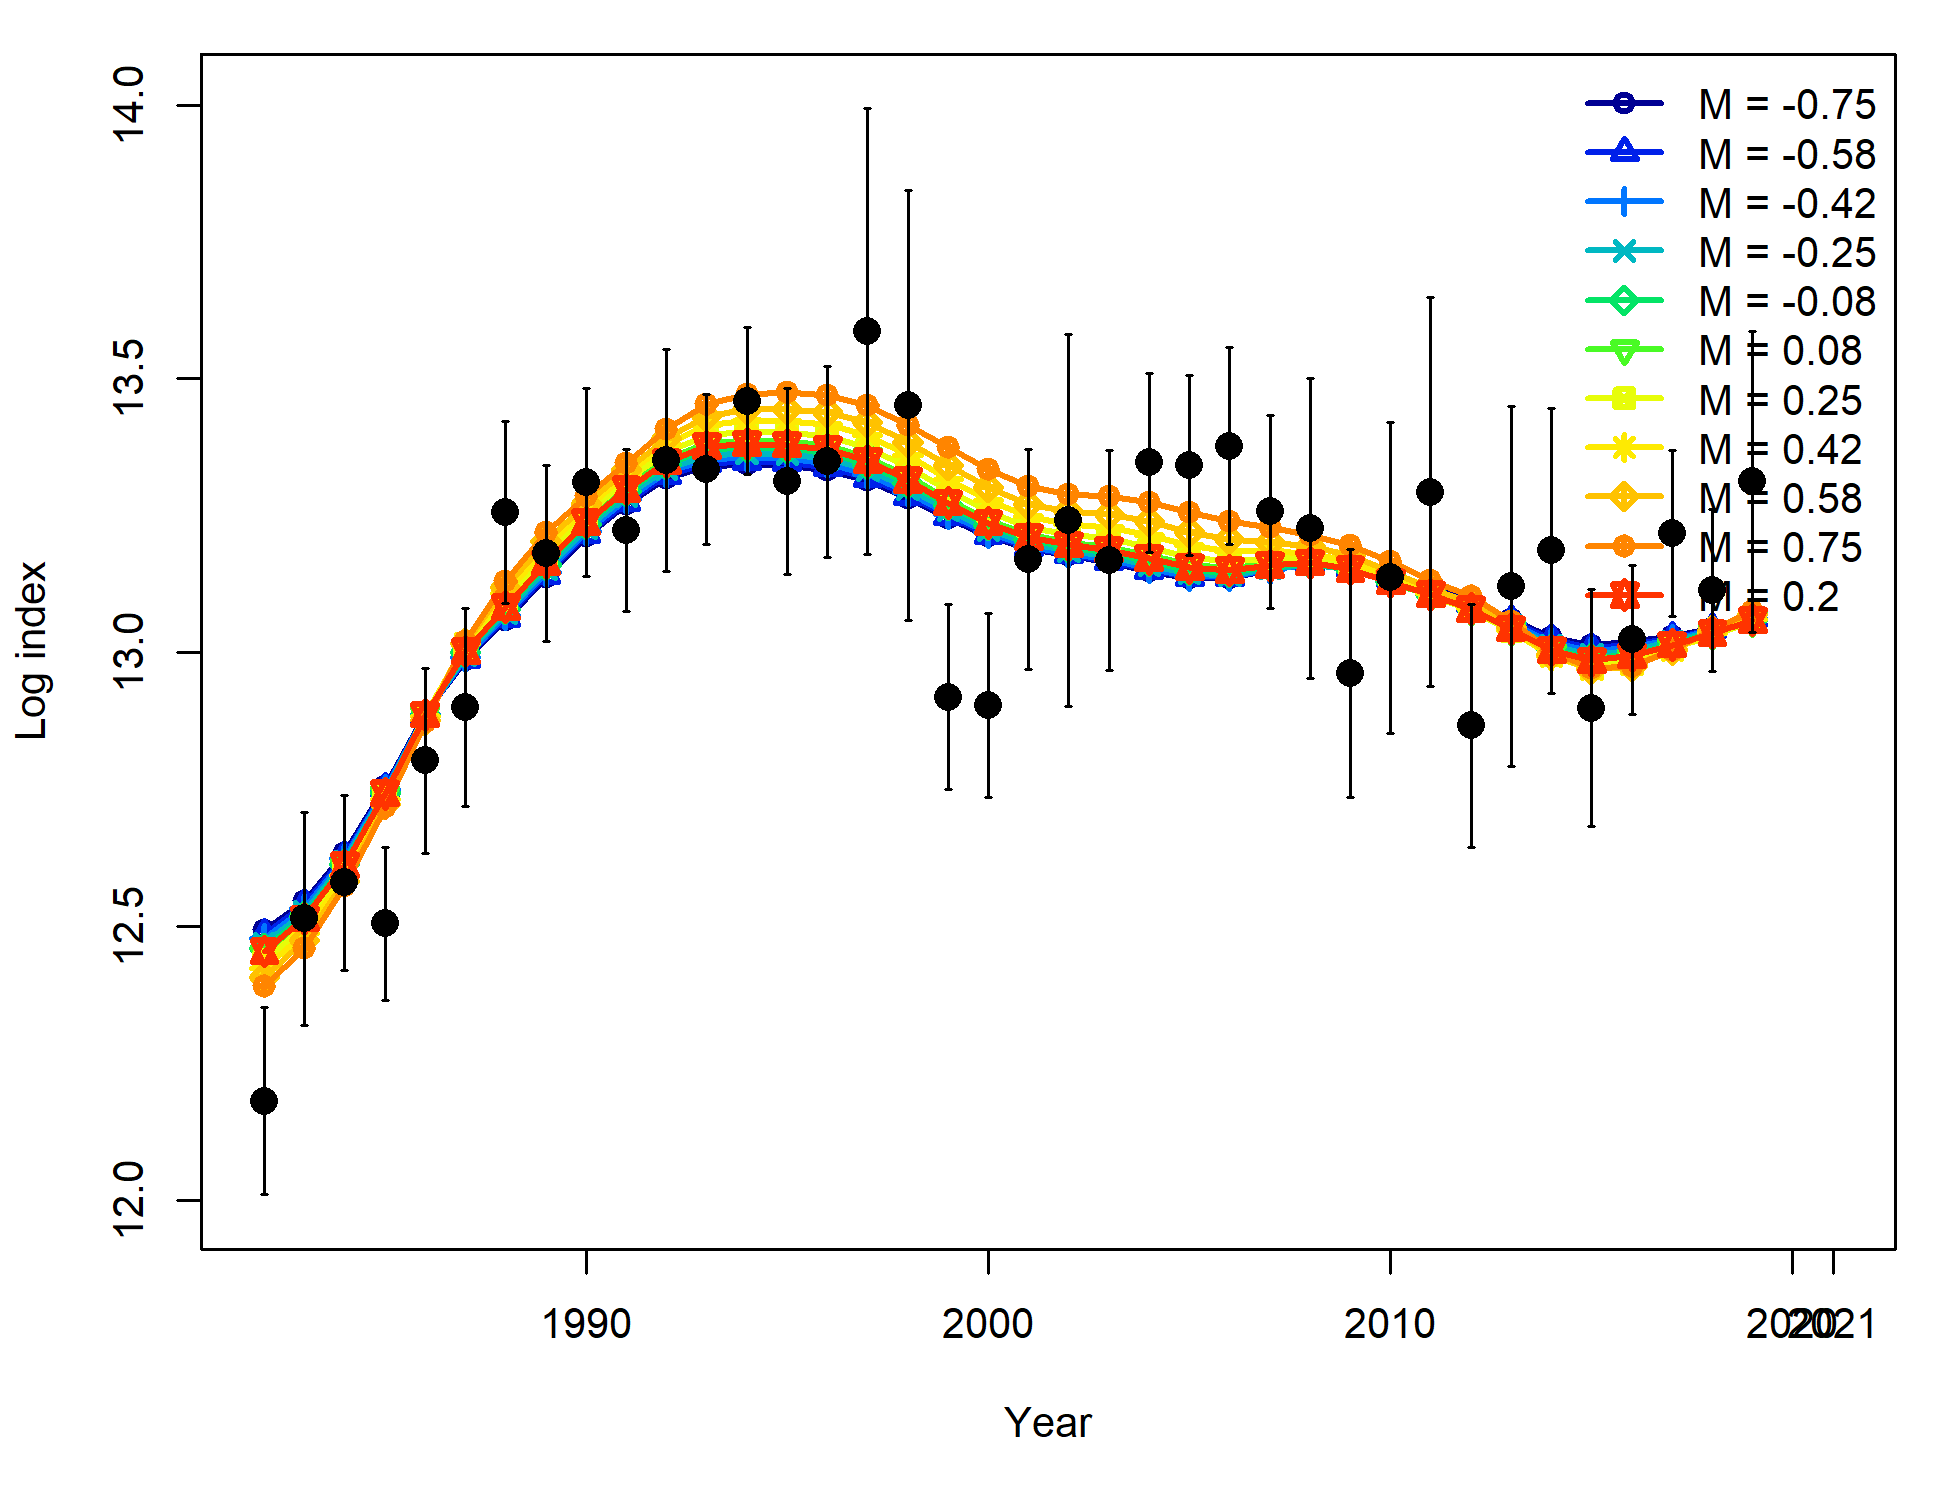 14.0
13.5
13.0
12.5
12.0
Log index
M = -0.75
M = -0.58
M = -0.42
M = -0.25
M = -0.08
M = 0.08
M = 0.25
M = 0.42
M = 0.58
M = 0.75
M = 0.2
1990
2000
2010
2020
2021
Year